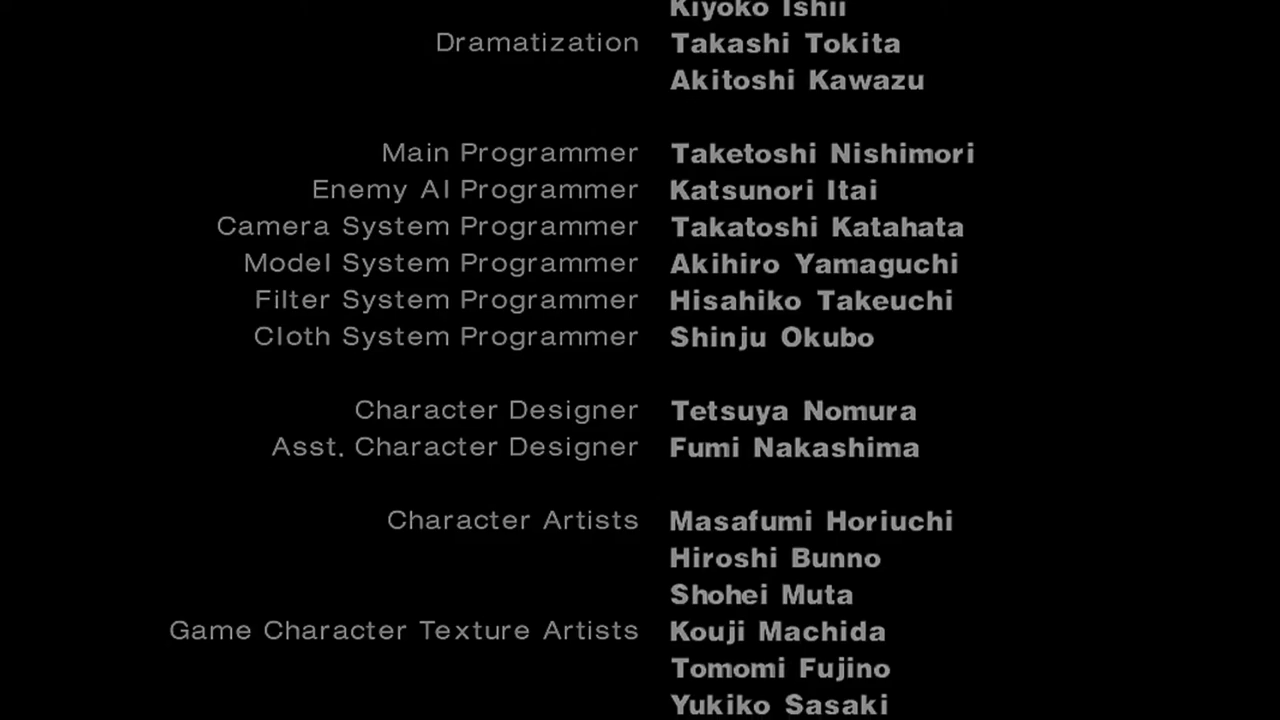 Kiyoko Ishii
Dramatization Takashi Tokita
Akitoshi Kawazu
Main Programmer Taketoshi Nishimori
Enemy AI Programmer Katsunori Itai
Camera System Programmer Takatoshi Katahata
Model System Programmer Akihiro Yamaguchi
Filter System Programmer Hisahiko Takeuchi
Cloth System Programmer Shinju Okubo
Character Designer Tetsuya Nomura
Asst. Character Designer Fumi Nakashima
Character Artists Masafumi Horiuchi
Hiroshi Bunno
Shohei Muta
Game Character Texture Artists Kouji Machida
Tomomi Fujino
Yukiko Sasaki